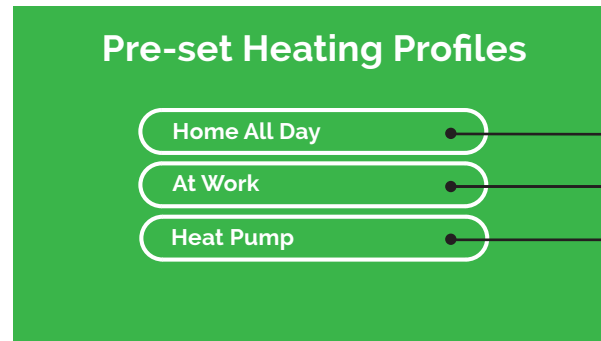 Pre-set Heating Profiles
Home All Day
At Work
Heat Pump